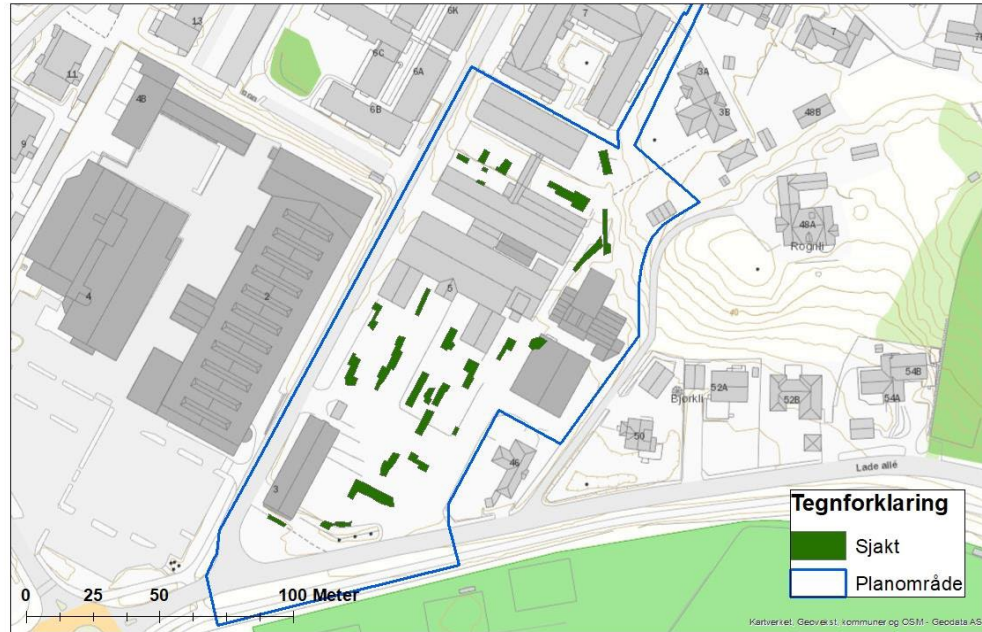 13
6K
7
7
11
6C
6A
3A
4B
6B
3B
48B
9
48A
Rognli
4
2
5
54B
52A
52B
54A
Bjørkli
50
46
Lade allé
3
Tegnforklaring
Sjakt
Planområde
0 25 50 100 Meter
Kartverket, Geovekst, kommuner og OSM - Geodata AS